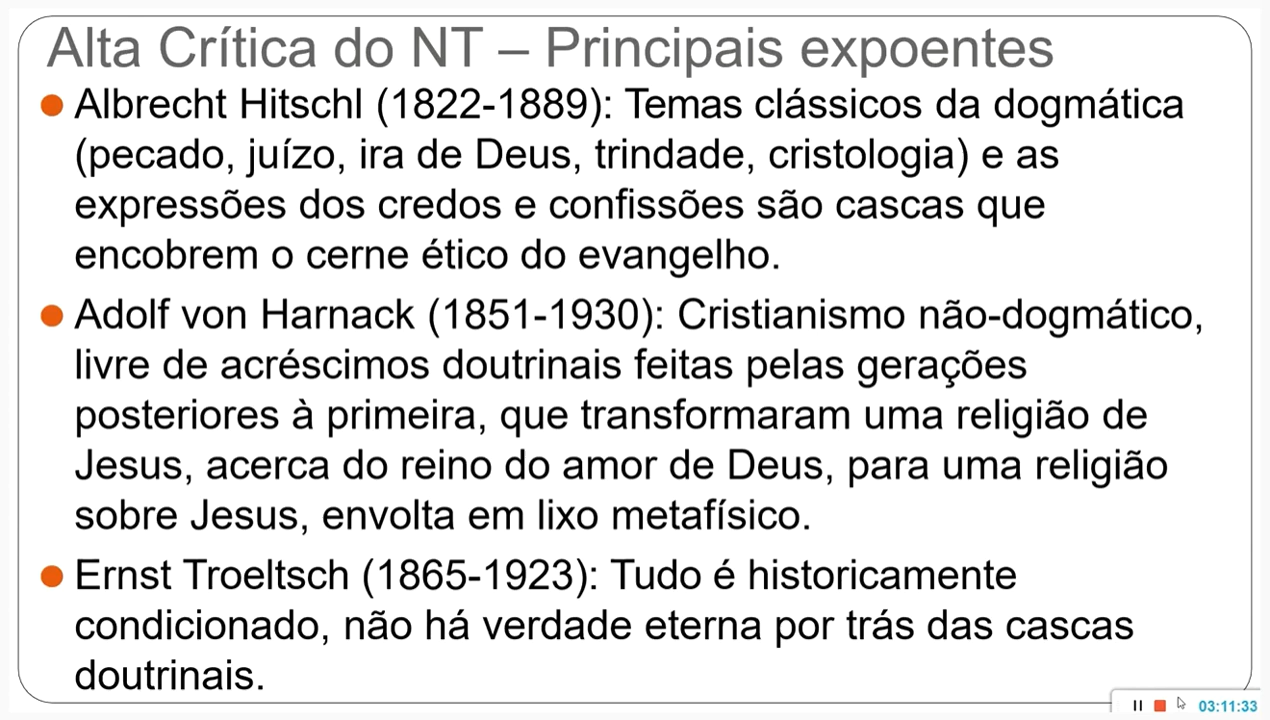 Alta Crítica do NT – Principais expoentes
Albrecht Hitschl (1822-1889): Temas clássicos da dogmática
(pecado, juízo, ira de Deus, trindade, cristologia) e as
expressões dos credos e confissões são cascas que
encobrem o cerne ético do evangelho.
Adolf von Harnack (1851-1930): Cristianismo não-dogmático,
livre de acréscimos doutrinais feitas pelas gerações
posteriores à primeira, que transformaram uma religião de
Jesus, acerca do reino do amor de Deus, para uma religião
sobre Jesus, envolta em lixo metafísico.
Ernst Troeltsch (1865-1923): Tudo é historicamente
condicionado, não há verdade eterna por trás das cascas
doutrinais.
03:11:33